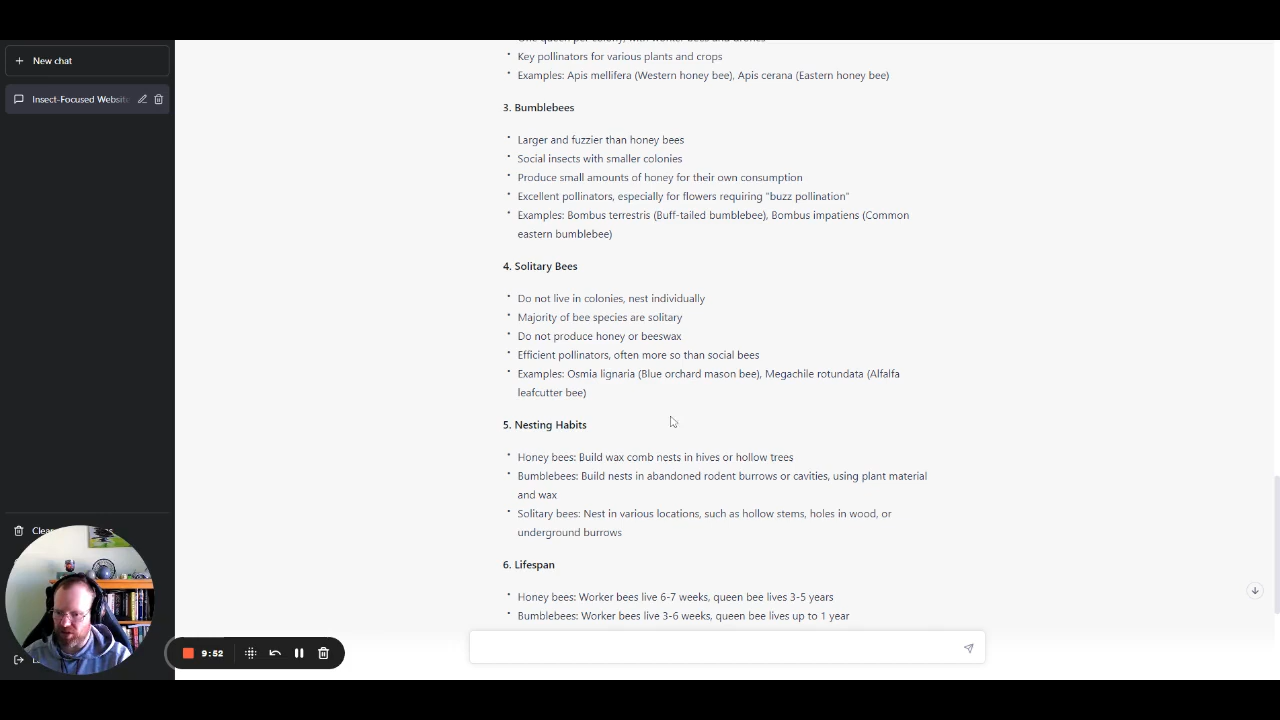 New chat
Insect-Focused Websit
One queen per colony, with worker bees and drones
• Key pollinators for various plants and crops
• Examples: Apis mellifera (Western honey bee), Apis cerana (Eastern honey bee)
3. Bumblebees
• Larger and fuzzier than honey bees
• Social insects with smaller colonies
• Produce small amounts of honey for their own consumption
• Excellent pollinators, especially for flowers requiring "buzz pollination"
• Examples: Bombus terrestris (Buff-tailed bumblebee), Bombus impatiens (Common
eastern bumblebee)
4. Solitary Bees
• Do not live in colonies, nest individually
• Majority of bee species are solitary
• Do not produce honey or beeswax
• Efficient pollinators, often more so than social bees
• Examples: Osmia lignaria (Blue orchard mason bee), Megachile rotundata (Alfalfa
leafcutter bee)
5. Nesting Habits
• Honey bees: Build wax comb nests in hives or hollow trees
• Bumblebees: Build nests in abandoned rodent burrows or cavities, using plant material
and wax
• Solitary bees: Nest in various locations, such as hollow stems, holes in wood, or
underground burrows
6. Lifespan
• Honey bees: Worker bees live 6-7 weeks, queen bee lives 3-5 years
• Bumblebees: Worker bees live 3-6 weeks, queen bee lives up to 1 year
9:52